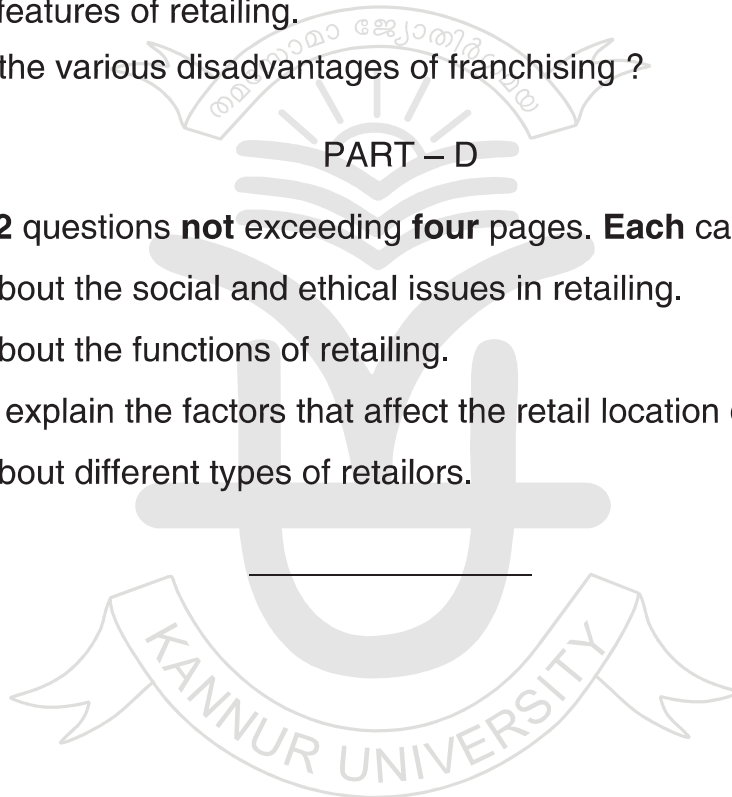 features of retailing.
തമസോമാ ജ്യോതിർഗമയ
the various disadvantages of franchising ?
PART – D
2 questions not exceeding four pages. Each ca
bout the social and ethical issues in retailing.
bout the functions of retailing.
explain the factors that affect the retail location
bout different types of retailors.
KANNUR UNIVERSITY